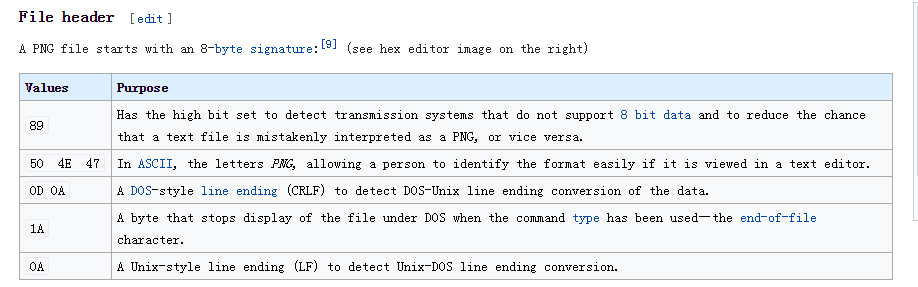 File header [edit]
A PNG file starts with an 8-byte signature:[9] (see hex editor image on the right)
Values Purpose
89 Has the high bit set to detect transmission systems that do not support 8 bit data and to reduce the chance
that a text file is mistakenly interpreted as a PNG, or vice versa.
50 4E 47 In ASCII, the letters PNG, allowing a person to identify the format easily if it is viewed in a text editor.
0D 0A A DOS-style line ending (CRLF) to detect DOS-Unix line ending conversion of the data.
1A A byte that stops display of the file under DOS when the command type has been used—the end-of-file
character.
0A A Unix-style line ending (LF) to detect Unix-DOS line ending conversion.